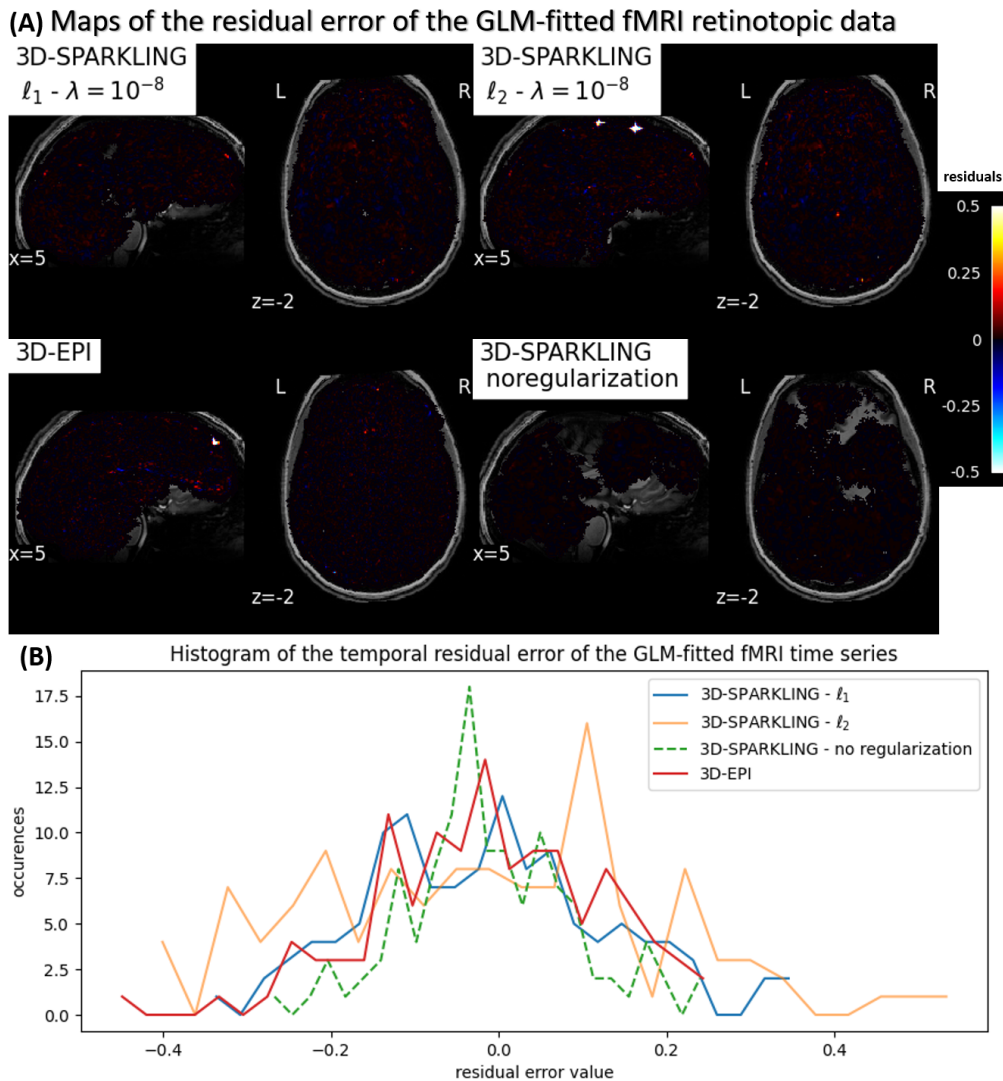 (A) Maps of the residual error of the GLM-fitted fMRI retinotopic data
3D-SPARKLING
ℓ₁ - λ = 10⁻⁸
L
R
x=5
z=-2
3D-SPARKLING
ℓ₂ - λ = 10⁻⁸
L
R
x=5
z=-2
residuals
0.5
0.25
0
-0.25
-0.5
3D-EPI
L
R
x=5
z=-2
3D-SPARKLING
noregularization
L
R
x=5
z=-2
(B)
Histogram of the temporal residual error of the GLM-fitted fMRI time series
3D-SPARKLING - ℓ₁
3D-SPARKLING - ℓ₂
3D-SPARKLING - no regularization
3D-EPI
occurences
17.5
15.0
12.5
10.0
7.5
5.0
2.5
0.0
−0.4
−0.2
0.0
0.2
0.4
residual error value